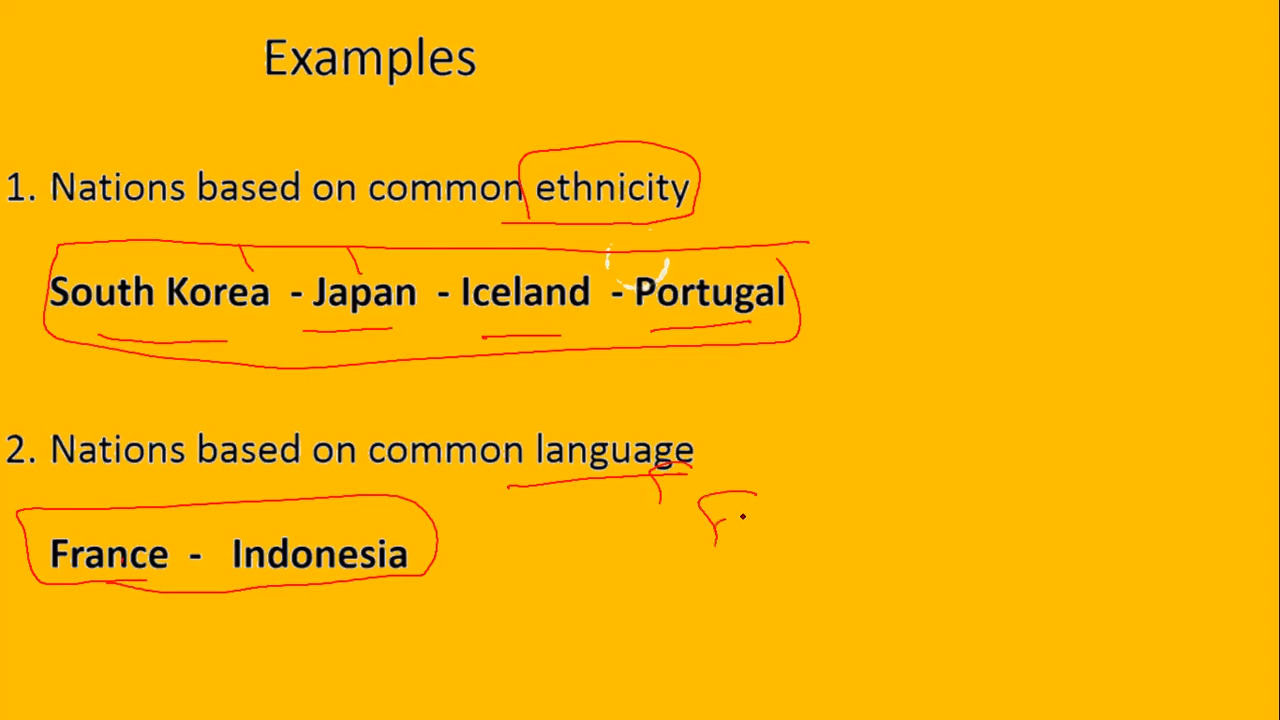 Examples
1. Nations based on common ethnicity
South Korea - Japan - Iceland - Portugal
2. Nations based on common language
France - Indonesia